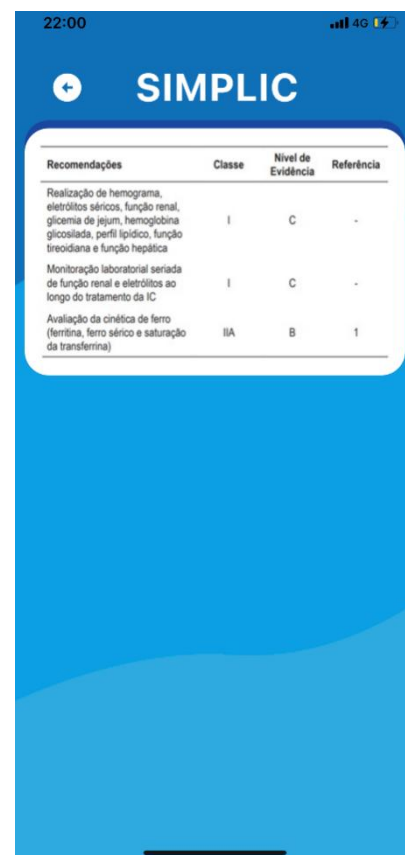 22:00 4G
SIMPLIC
Recomendações Classe Nível de Evidência Referência
Realização de hemograma,
eletrólitos séricos, função renal,
glicemia de jejum, hemoglobina
glicosilada, perfil lipídico, função
tireoidiana e função hepática
I C -
Monitoração laboratorial seriada
de função renal e eletrólitos ao
longo do tratamento da IC
I C -
Avaliação da cinética de ferro
(ferritina, ferro sérico e saturação
da transferrina)
IIA B 1